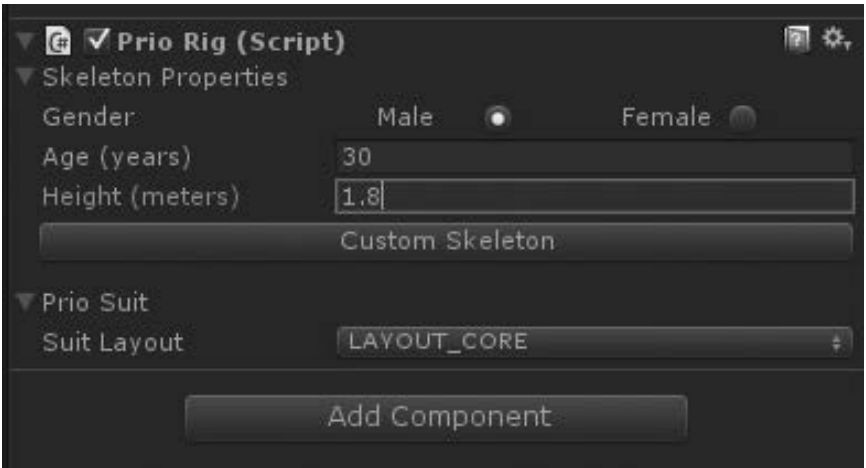 Prio Rig (Script)
Skeleton Properties
Gender Male Female
Age (years) 30
Height (meters) 1.8
Custom Skeleton
Prio Suit
Suit Layout LAYOUT_CORE
Add Component